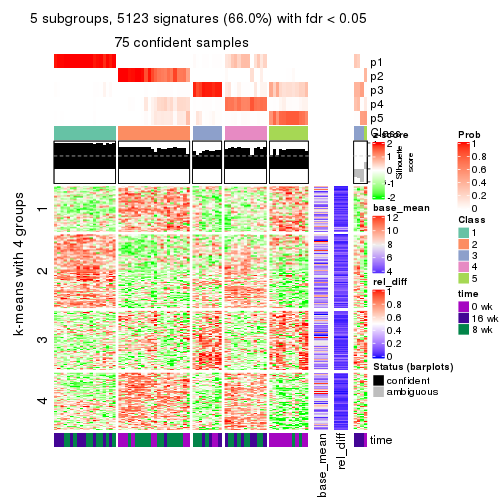 5 subgroups, 5123 signatures (66.0%) with fdr < 0.05
75 confident samples
p1
p2
p3
p4
p5
Class
Silhouette
score
k-means with 4 groups
1
2
3
4
base_mean
rel_diff
time
z-score
2
1
0
-1
-2
base_mean
12
10
8
6
4
rel_diff
1
0.8
0.6
0.4
0.2
0
Status (barplots)
confident
ambiguous
Prob
1
0.8
0.6
0.4
0.2
0
Class
1
2
3
4
5
time
0 wk
16 wk
8 wk